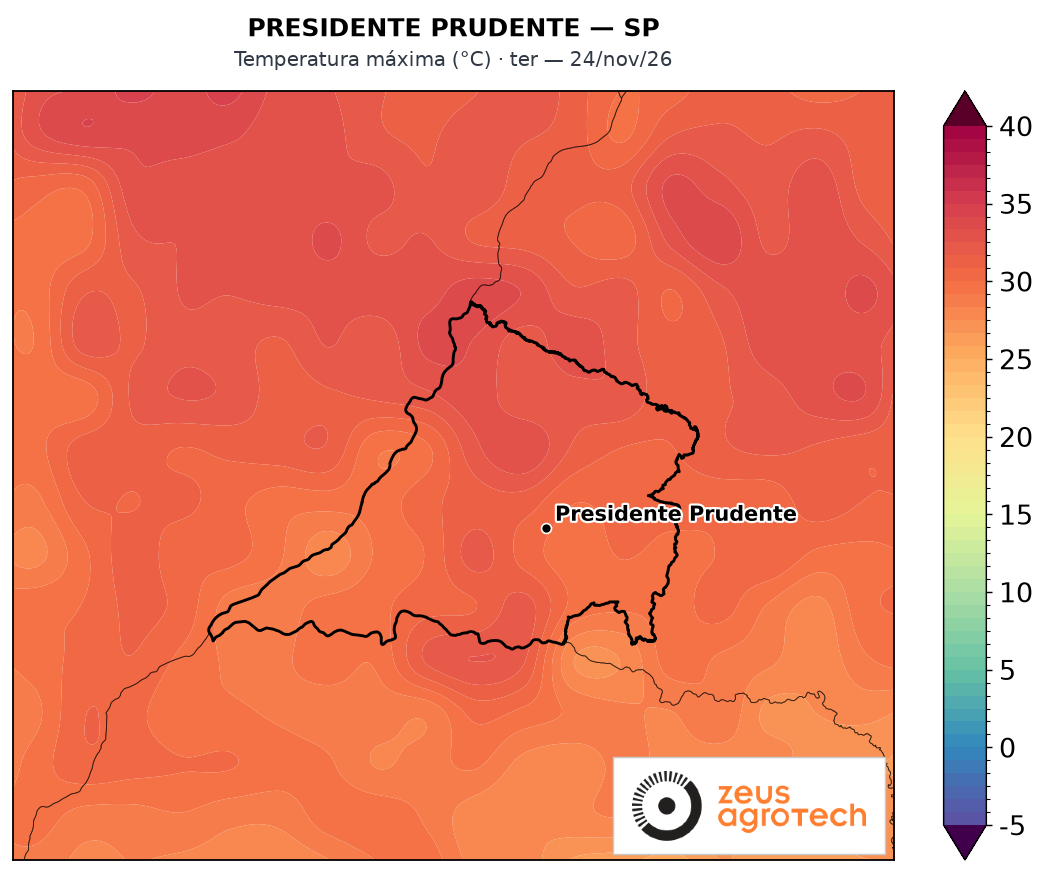 PRESIDENTE PRUDENTE — SP
Temperatura máxima (°C) · ter — 24/nov/26
40
35
30
25
20
15
10
5
0
-5
Presidente Prudente
zeus
agrotech